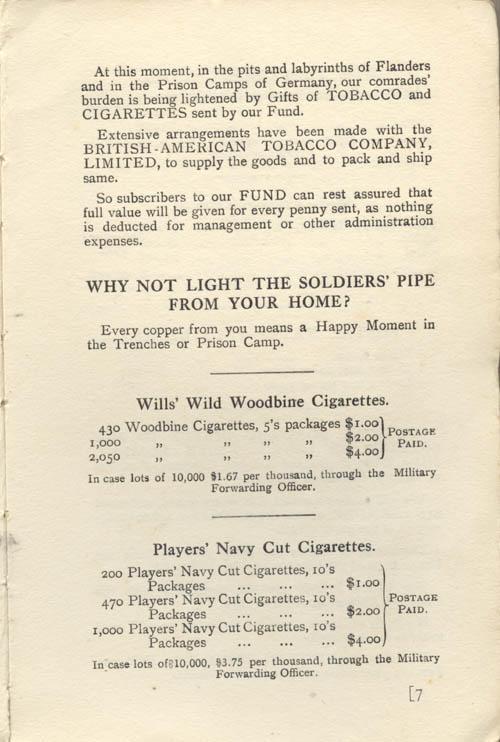 At this moment, in the pits and labyrinths of Flanders
and in the Prison Camps of Germany, our comrades'
burden is being lightened by Gifts of TOBACCO and
CIGARETTES sent by our Fund.
Extensive arrangements have been made with the
BRITISH-AMERICAN TOBACCO COMPANY,
LIMITED, to supply the goods and to pack and ship
same.
So subscribers to our FUND can rest assured that
full value will be given for every penny sent, as nothing
is deducted for management or other administration
expenses.
WHY NOT LIGHT THE SOLDIERS' PIPE
FROM YOUR HOME?
Every copper from you means a Happy Moment in
the Trenches or Prison Camp.
Wills' Wild Woodbine Cigarettes.
430 Woodbine Cigarettes, 5's packages $1.00
1,000 „ „ „ „ $2.00
2,050 „ „ „ „ $4.00
POSTAGE
PAID.
In case lots of 10,000 $1.67 per thousand, through the Military
Forwarding Officer.
Players' Navy Cut Cigarettes.
200 Players' Navy Cut Cigarettes, 10's
Packages ... ... ... $1.00
470 Players' Navy Cut Cigarettes, 10's
Packages ... ... ... $2.00
1,000 Players' Navy Cut Cigarettes, 10's
Packages ... ... ... $4.00
POSTAGE
PAID.
In case lots of 10,000, $3.75 per thousand, through the Military
Forwarding Officer.
[7